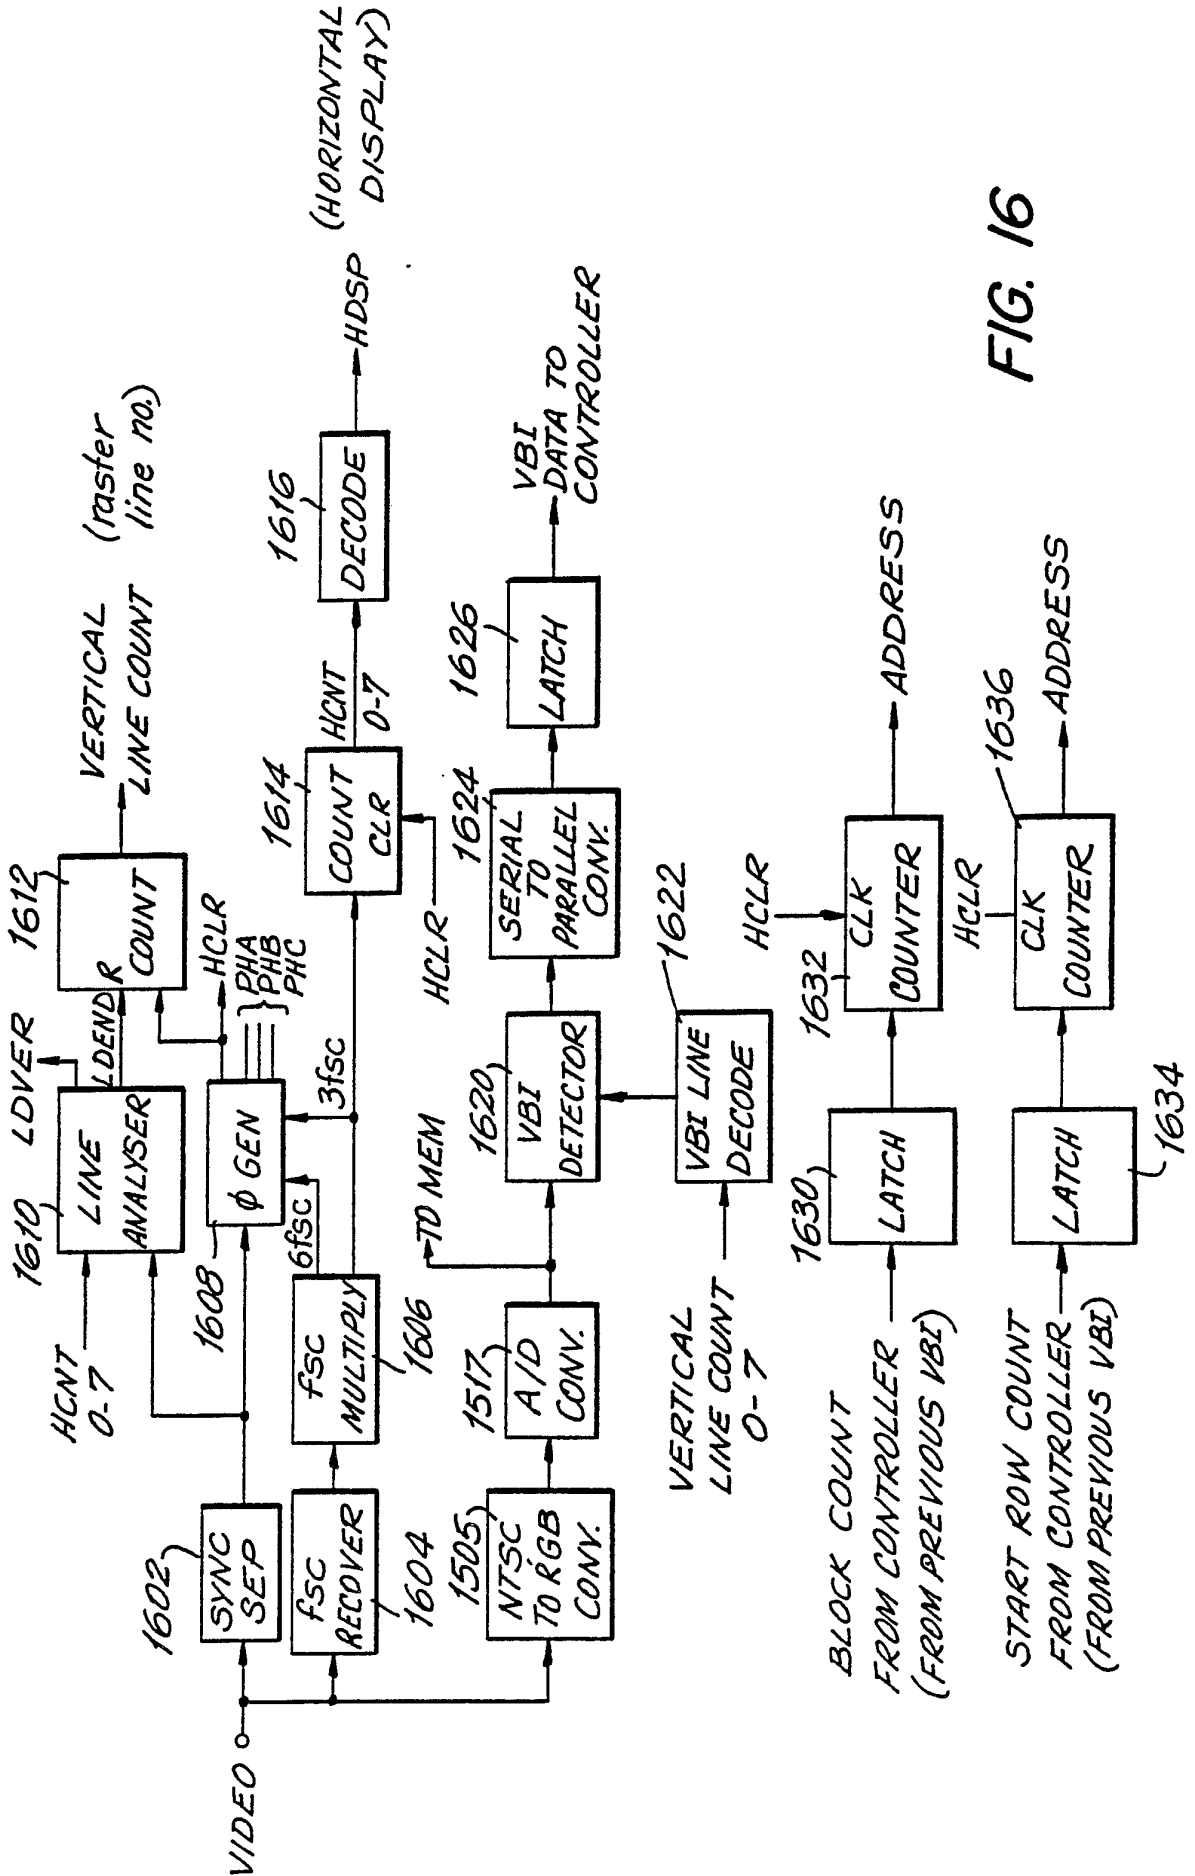 VIDEO
1602
SYNC
SEP
fsc
RECOVER
1604
1505
NTSC
TO RGB
CONV.
HCNT
0-7
1610
LINE
ANALYSER
LDVER
LDEND
1612
R
COUNT
VERTICAL
LINE COUNT
(raster
line no.)
1608
φ GEN
HCLR
PHA
PHB
PHC
6fsc
3fsc
fsc
MULTIPLY
1606
1614
COUNT
CLR
HCLR
HCNT
0-7
1616
DECODE
HDSP
(HORIZONTAL
DISPLAY)
1517
A/D
CONV.
TO MEM
1620
VBI
DETECTOR
1624
SERIAL
TO
PARALLEL
CONV.
1626
LATCH
VBI
DATA TO
CONTROLLER
VERTICAL
LINE COUNT
0-7
VBI LINE
DECODE
1622
BLOCK COUNT
FROM CONTROLLER
(FROM PREVIOUS VBI)
1630
LATCH
1632
HCLR
CLK
COUNTER
ADDRESS
START ROW COUNT
FROM CONTROLLER
(FROM PREVIOUS VBI)
LATCH
1634
HCLR
CLK
COUNTER
1636
ADDRESS
FIG. 16